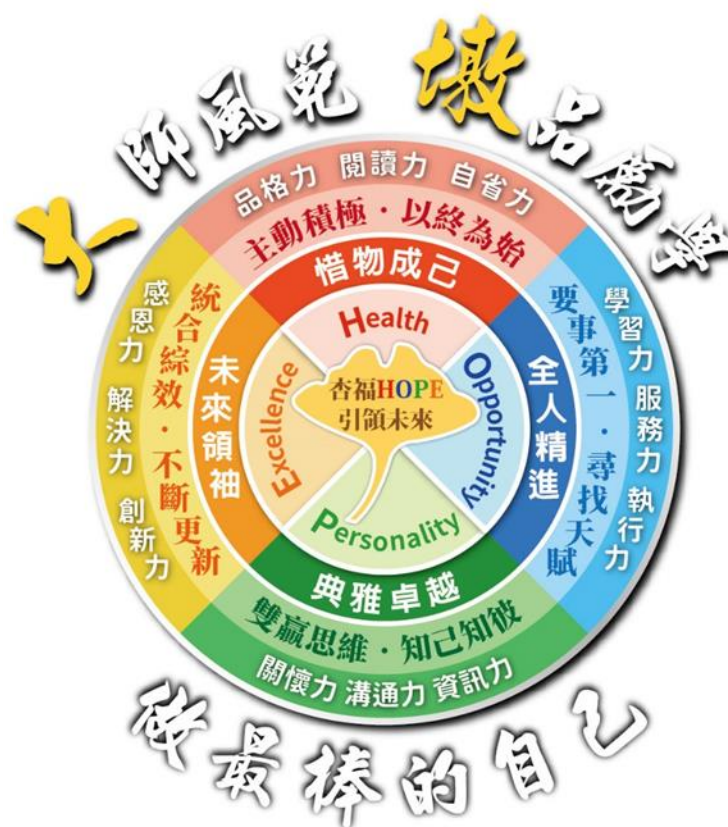 大師風範 墩品勵學
品格力 閱讀力 自省力
主動積極・以終為始
惜物成己
Health
學習力 服務力 執行力
要事第一・尋找天賦
全人精進
Opportunity
杏福HOPE
引領未來
感恩力 解決力 創新力
統合綜效・不斷更新
未來領袖
Excellence
Personality
典雅卓越
雙贏思維・知己知彼
關懷力 溝通力 資訊力
做最棒的自己